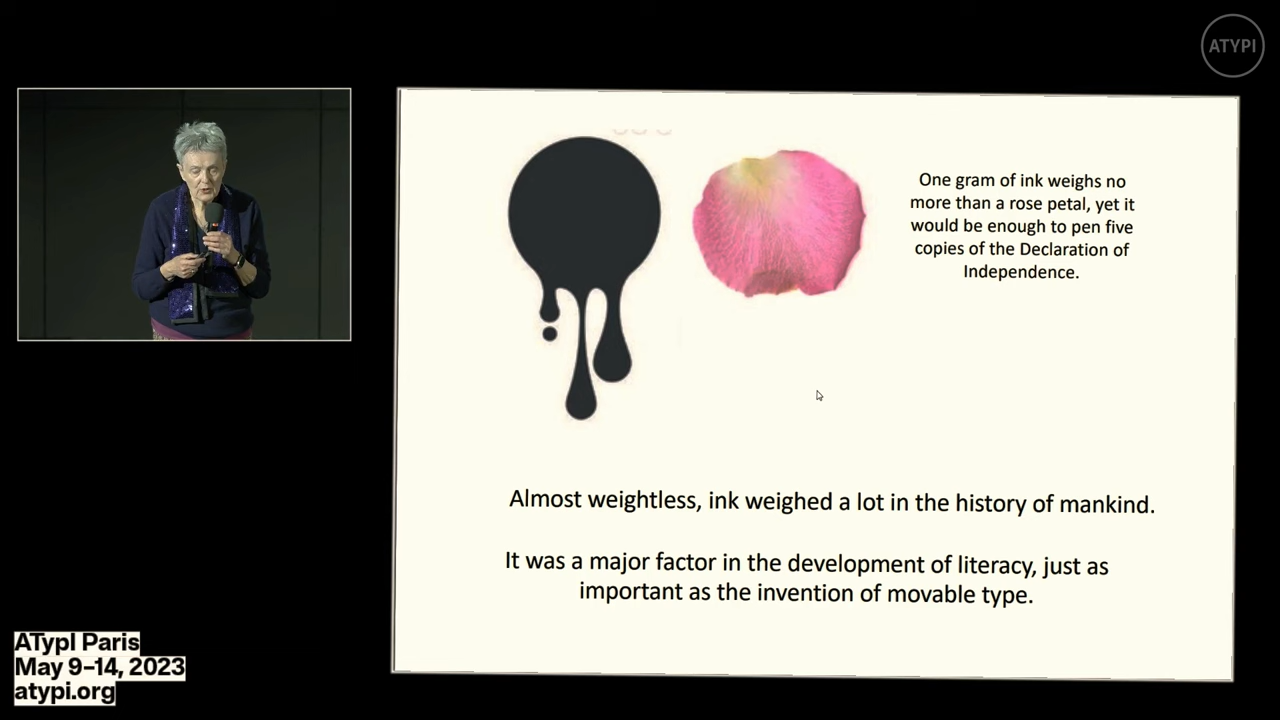 ATYPI
One gram of ink weighs no
more than a rose petal, yet it
would be enough to pen five
copies of the Declaration of
Independence.
Almost weightless, ink weighed a lot in the history of mankind.
It was a major factor in the development of literacy, just as
important as the invention of movable type.
ATypI Paris
May 9–14, 2023
atypi.org